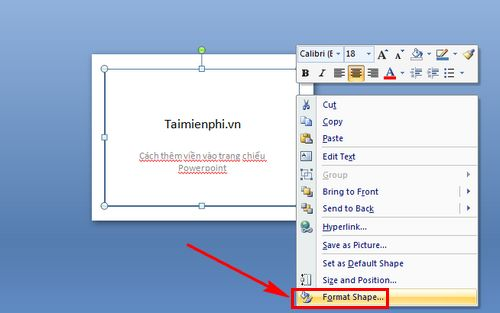 Calibri (E
18
A
A
B
I
A
Taimienphi.vn
Cách thêm viền vào trang chiếu
Powerpoint
Cut
Copy
Paste
Edit Text
Group
Bring to Front
Send to Back
Hyperlink...
Save as Picture...
Set as Default Shape
Size and Position...
Format Shape...